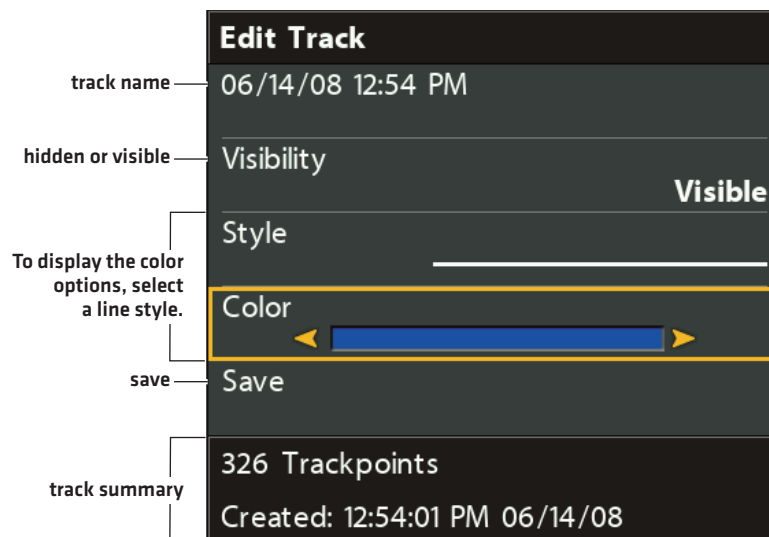 Edit Track
track name
06/14/08 12:54 PM
hidden or visible
Visibility
Visible
To display the color
options, select
a line style.
Style
Color
save
Save
track summary
326 Trackpoints
Created: 12:54:01 PM 06/14/08